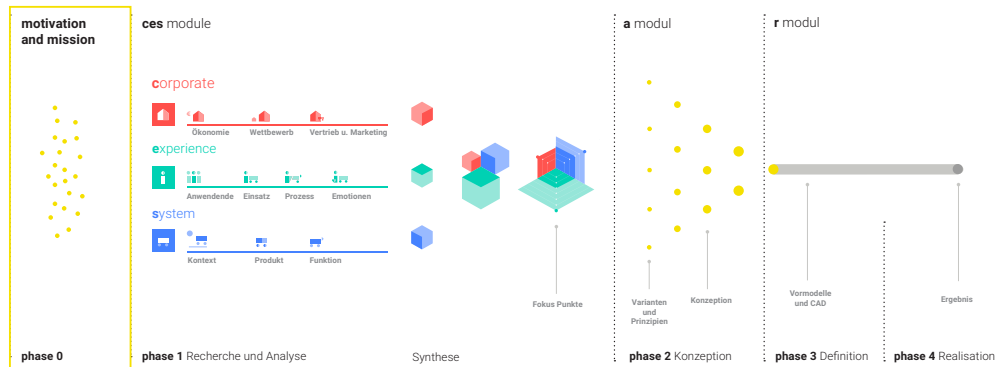 motivation
and mission
ces module
a modul
r modul
corporate
Ökonomie
Wettbewerb
Vertrieb u. Marketing
experience
Anwendende
Einsatz
Prozess
Emotionen
system
Kontext
Produkt
Funktion
Fokus Punkte
Varianten
und
Prinzipien
Konzeption
Vormodelle
und CAD
Ergebnis
phase 0
phase 1 Recherche und Analyse
Synthese
phase 2 Konzeption
phase 3 Definition
phase 4 Realisation